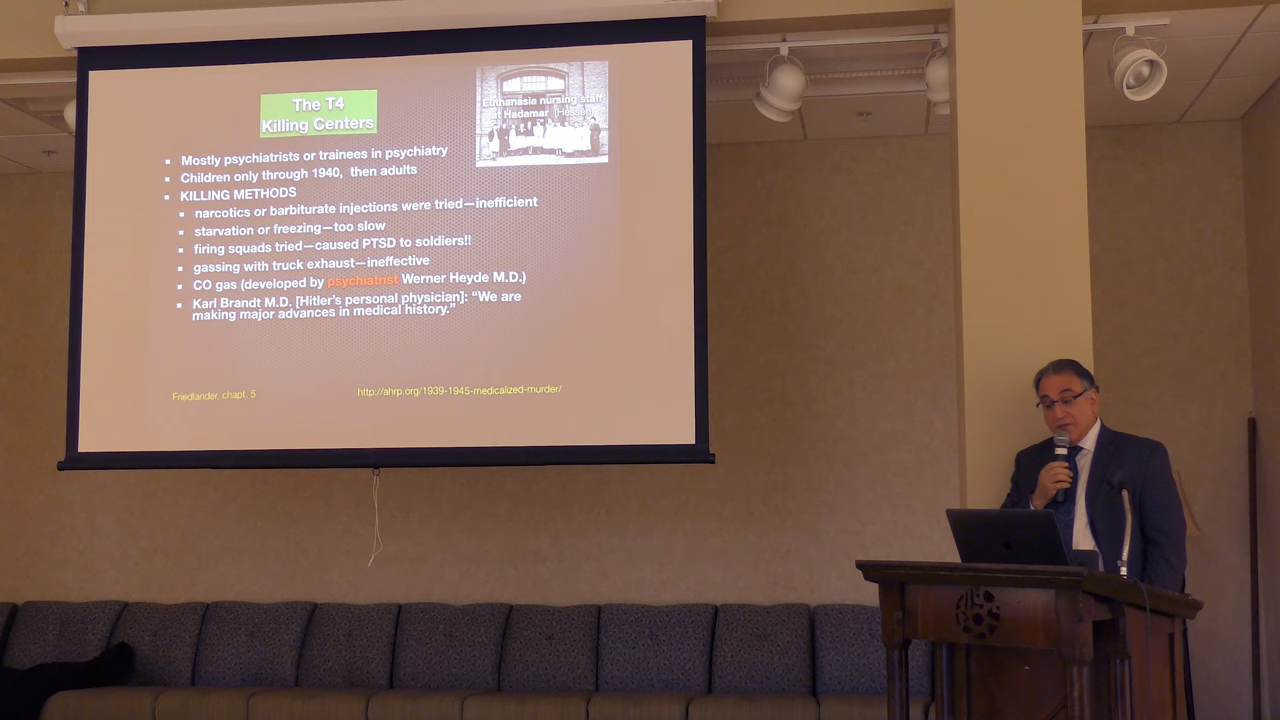 The T4
Killing Centers
Euthanasia nursing staff
at Hadamar (Hessen)
▪ Mostly psychiatrists or trainees in psychiatry
▪ Children only through 1940, then adults
▪ KILLING METHODS
▪ narcotics or barbiturate injections were tried—inefficient
▪ starvation or freezing—too slow
▪ firing squads tried—caused PTSD to soldiers!!
▪ gassing with truck exhaust—ineffective
▪ CO gas (developed by psychiatrist Werner Heyde M.D.)
▪ Karl Brandt M.D. [Hitler's personal physician]: “We are
making major advances in medical history.”
Friedlander, chapt. 5
http://ahrp.org/1939-1945-medicalized-murder/